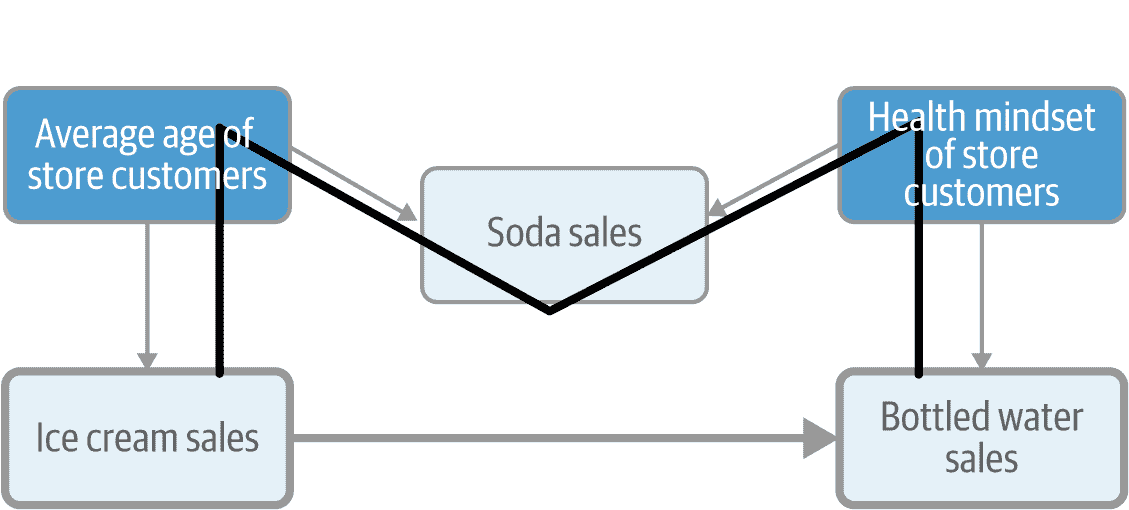 Average age of
store customers
Soda sales
Health mindset
of store
customers
Ice cream sales
Bottled water
sales